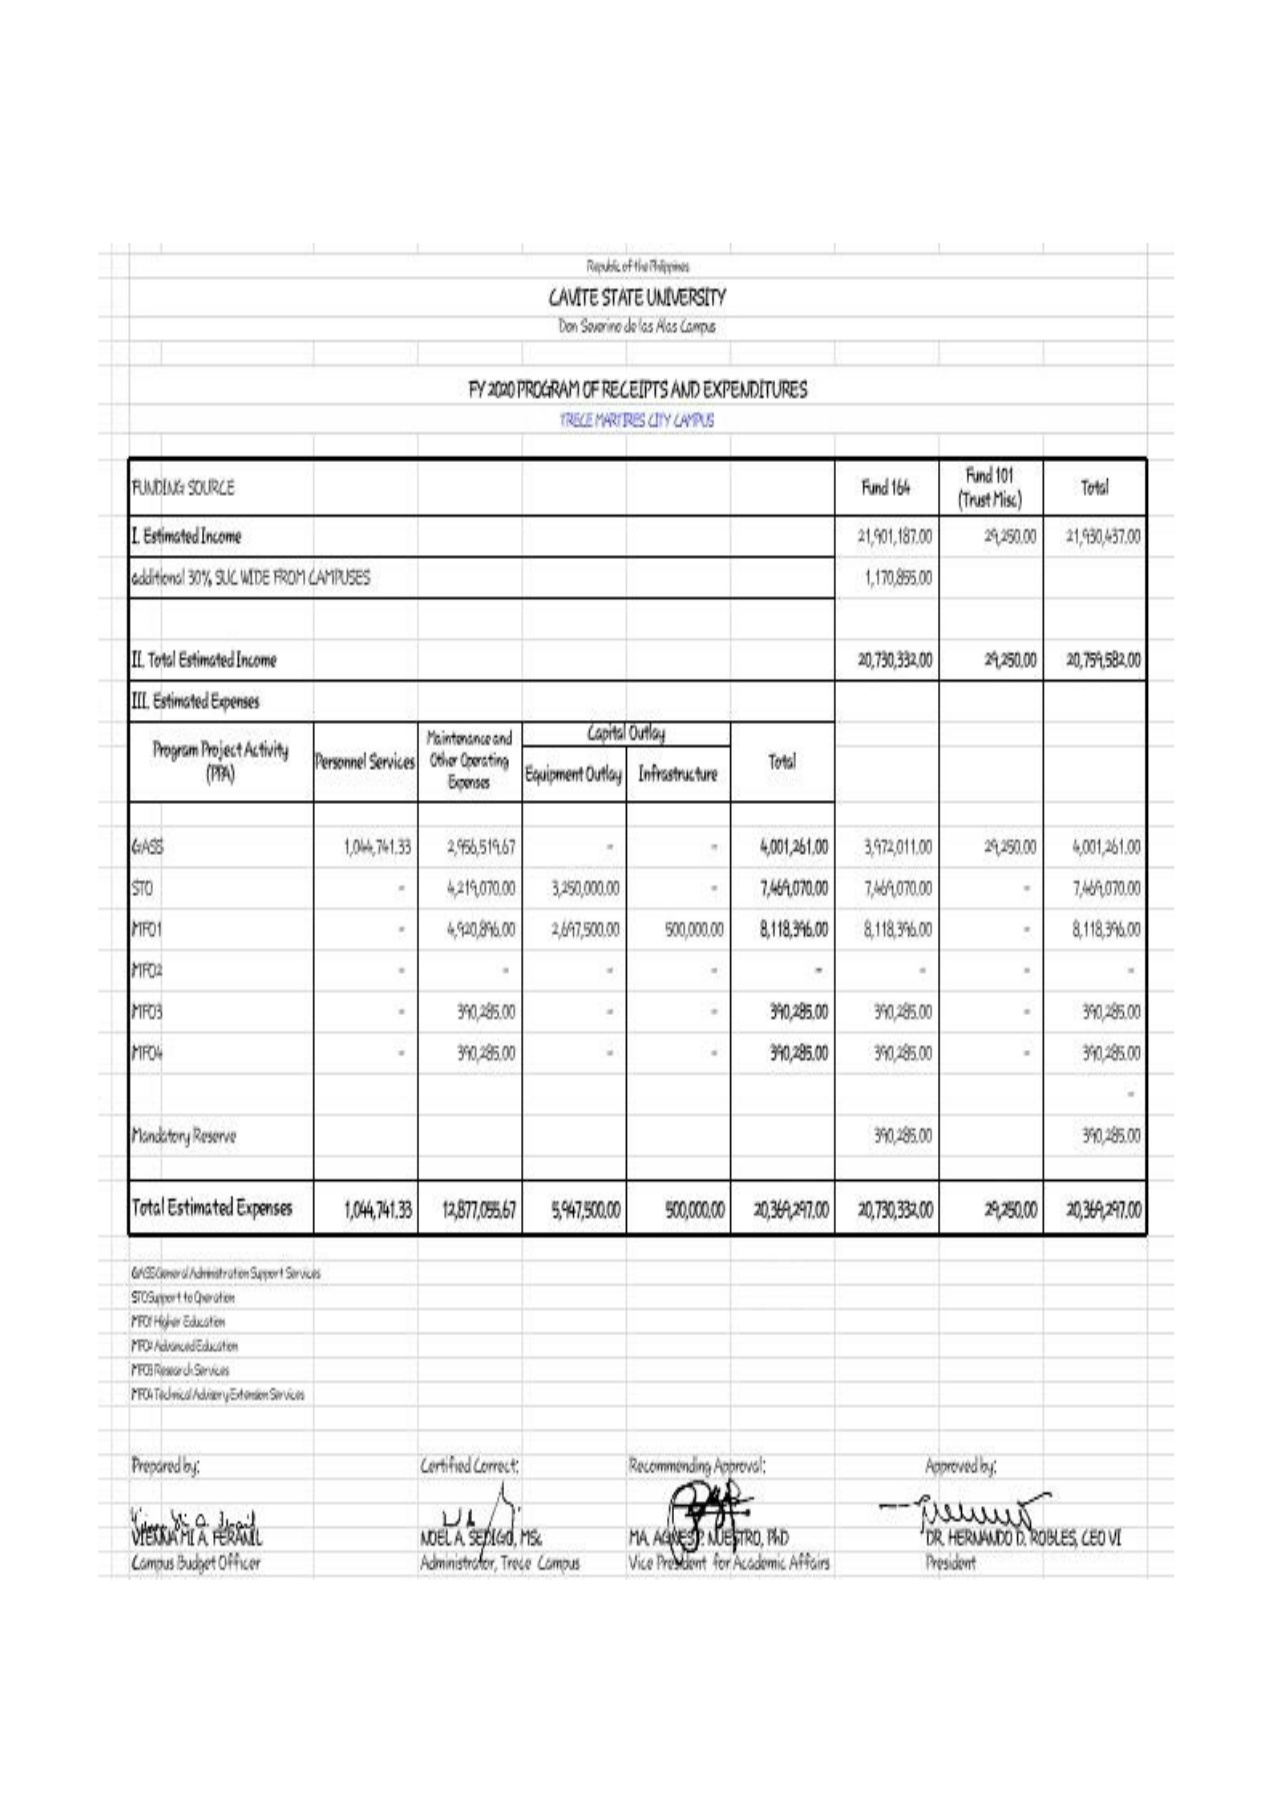 Republic of the Philippines
CAVITE STATE UNIVERSITY
Don Severino de las Alas Campus
FY 2020 PROGRAM OF RECEIPTS AND EXPENDITURES
TRECE MARTIRES CITY CAMPUS
FUNDING SOURCE Fund 164 Fund 101 (Trust Misc) Total
I. Estimated Income 21,901,187.00 29,250.00 21,930,437.00
additional 30% SUC WIDE FROM CAMPUSES 1,170,855.00
II. Total Estimated Income 20,730,332.00 29,250.00 20,759,582.00
III. Estimated Expenses
Program Project Activity (PPA) Personnel Services Maintenance and Other Operating Expenses Capital Outlay Total
Equipment Outlay Infrastructure
GASS 1,044,741.33 2,956,519.67 - - 4,001,261.00 3,972,011.00 29,250.00 4,001,261.00
STO - 4,219,070.00 3,250,000.00 - 7,469,070.00 7,469,070.00 - 7,469,070.00
MFO1 - 4,920,896.00 2,697,500.00 500,000.00 8,118,396.00 8,118,396.00 - 8,118,396.00
MFO2 - - - - - - - -
MFO3 - 390,285.00 - - 390,285.00 390,285.00 - 390,285.00
MFO4 - 390,285.00 - - 390,285.00 390,285.00 - 390,285.00
-
Mandatory Reserve 390,285.00 390,285.00
Total Estimated Expenses 1,044,741.33 12,877,055.67 5,947,500.00 500,000.00 20,369,297.00 20,730,332.00 29,250.00 20,369,297.00
GASS General Administration Support Services
STO Support to Operation
MFO1 Higher Education
MFO2 Advanced Education
MFO3 Research Services
MFO4 Technical Advisory Extension Services
Prepared by: Certified Correct: Recommending Approval: Approved by:
VIENNA MI A. FERANIL NOEL A. SEDIGO, MSc MA. AGNES P. NUESTRO, PhD DR. HERNANDO D. ROBLES, CEO VI
Campus Budget Officer Administrator, Trece Campus Vice President for Academic Affairs President